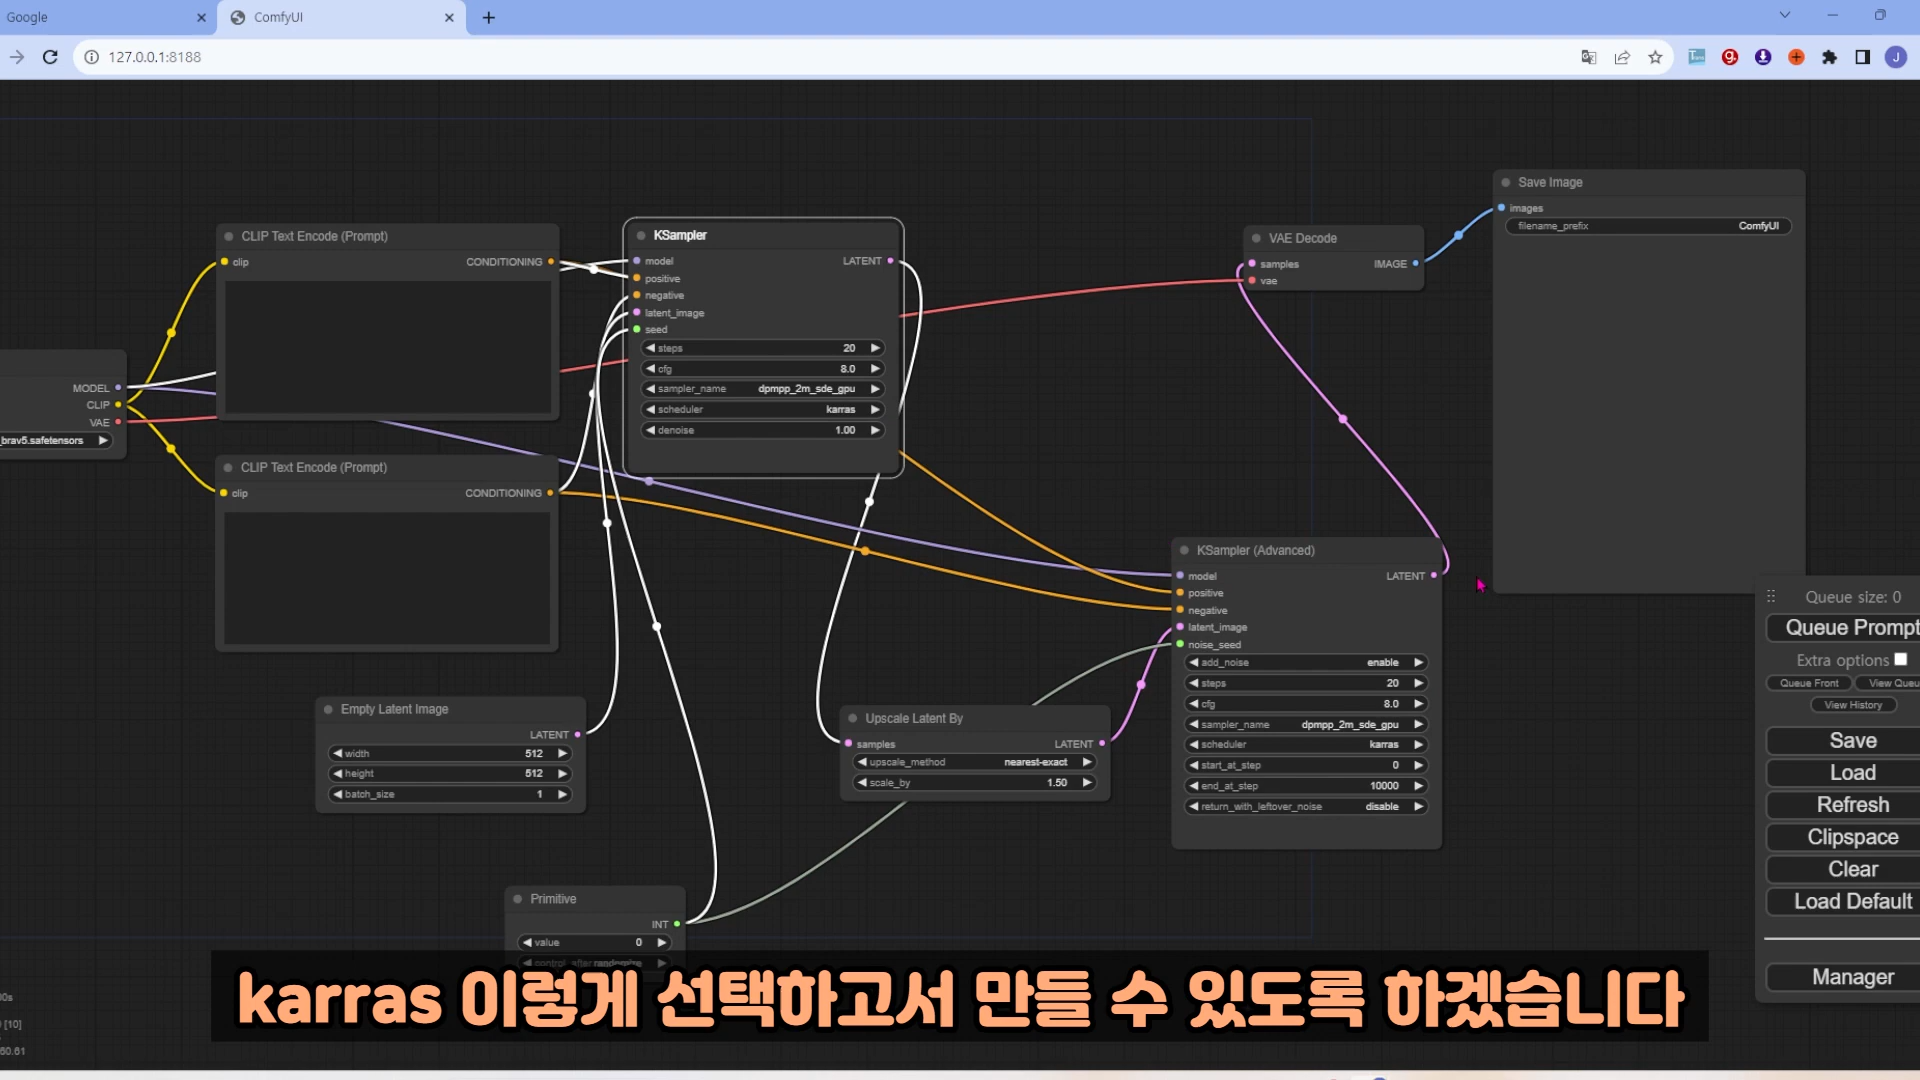 Google
ComfyUI
127.0.0.1:8188
Save Image
images
filename_prefix ComfyUI
CLIP Text Encode (Prompt)
clip CONDITIONING
KSampler
model LATENT
positive
negative
latent_image
seed
steps 20
cfg 8.0
sampler_name dpmpp_2m_sde_gpu
scheduler karras
denoise 1.00
VAE Decode
samples IMAGE
vae
MODEL
CLIP
VAE
_brav5.safetensors
CLIP Text Encode (Prompt)
clip CONDITIONING
KSampler (Advanced)
model LATENT
positive
negative
latent_image
noise_seed
add_noise enable
steps 20
cfg 8.0
sampler_name dpmpp_2m_sde_gpu
scheduler karras
start_at_step 0
end_at_step 10000
return_with_leftover_noise disable
Queue size: 0
Queue Prompt
Extra options
Queue Front View Queu
View History
Save
Load
Refresh
Clipspace
Clear
Load Default
Manager
Empty Latent Image
LATENT
width 512
height 512
batch_size 1
Upscale Latent By
samples LATENT
upscale_method nearest-exact
scale_by 1.50
Primitive
INT
value 0
karras 이렇게 선택하고서 만들 수 있도록 하겠습니다
[10]
60.61